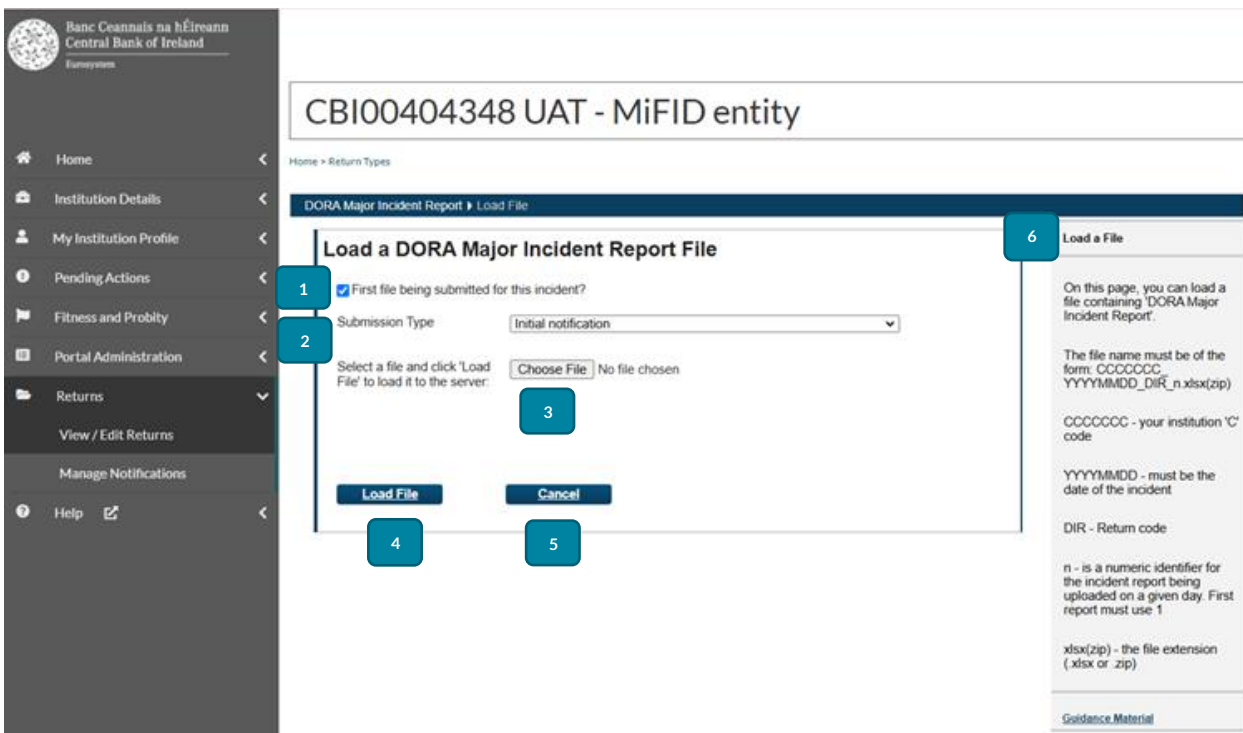 Banc Ceannais na hÉireann
Central Bank of Ireland
Eurosystem
CBI00404348 UAT - MiFID entity
Home
Institution Details
My Institution Profile
Pending Actions
Fitness and Probity
Portal Administration
Returns
View / Edit Returns
Manage Notifications
Help
Home > Return Types
DORA Major Incident Report Load File
Load a DORA Major Incident Report File
1
First file being submitted for this incident?
2
Submission Type
Initial notification
Select a file and click 'Load
File' to load it to the server:
Choose File No file chosen
3
Load File
Cancel
4
5
6
Load a File
On this page, you can load a
file containing 'DORA Major
Incident Report'.
The file name must be of the
form: CCCCCCC_
YYYYMMDD_DIR_n.xlsx(zip)
CCCCCCC - your institution 'C'
code
YYYYMMDD - must be the
date of the incident
DIR - Return code
n - is a numeric identifier for
the incident report being
uploaded on a given day. First
report must use 1
xlsx(zip) - the file extension
(.xlsx or .zip)
Guidance Material